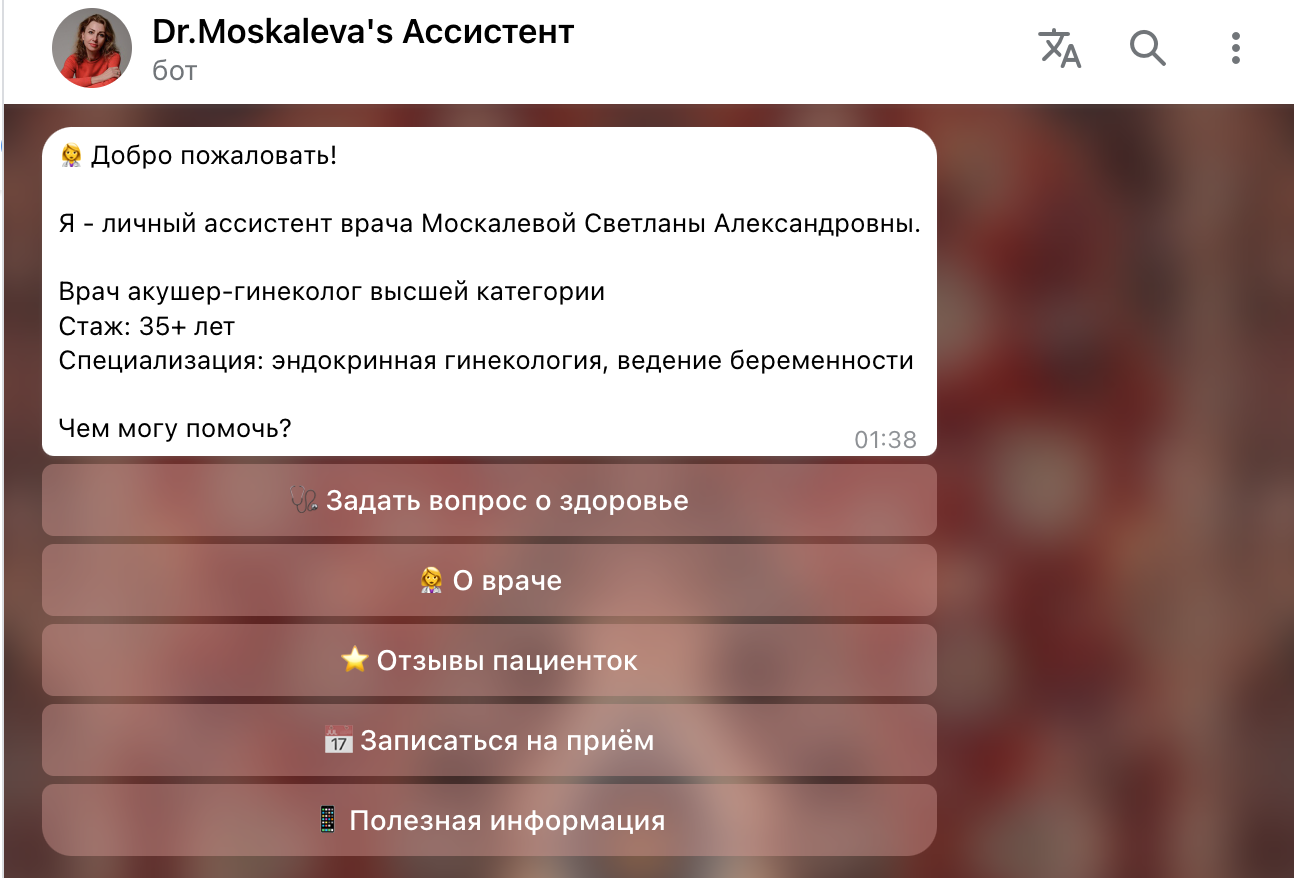 Dr.Moskaleva's Ассистент
бот
👩‍⚕️ Добро пожаловать!
Я - личный ассистент врача Москалевой Светланы Александровны.
Врач акушер-гинеколог высшей категории
Стаж: 35+ лет
Специализация: эндокринная гинекология, ведение беременности
Чем могу помочь?
01:38
🩺 Задать вопрос о здоровье
👩‍⚕️ О враче
⭐ Отзывы пациенток
📅 Записаться на приём
📱 Полезная информация